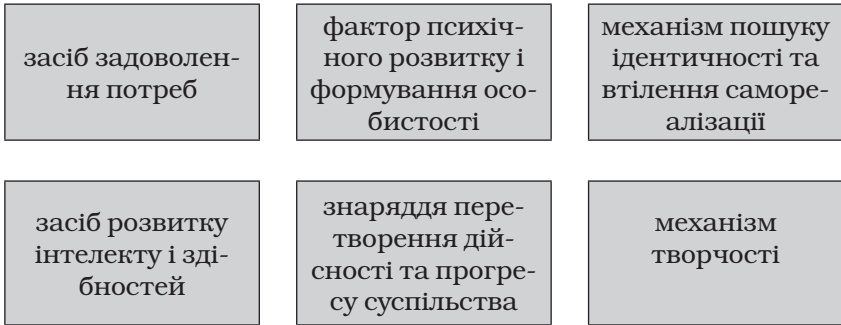 засіб задоволен-
ня потреб
фактор психіч-
ного розвитку і
формування осо-
бистості
механізм пошуку
ідентичності та
втілення саморе-
алізації
засіб розвитку
інтелекту і зді-
бностей
знаряддя пере-
творення дій-
сності та прогре-
су суспільства
механізм
творчості